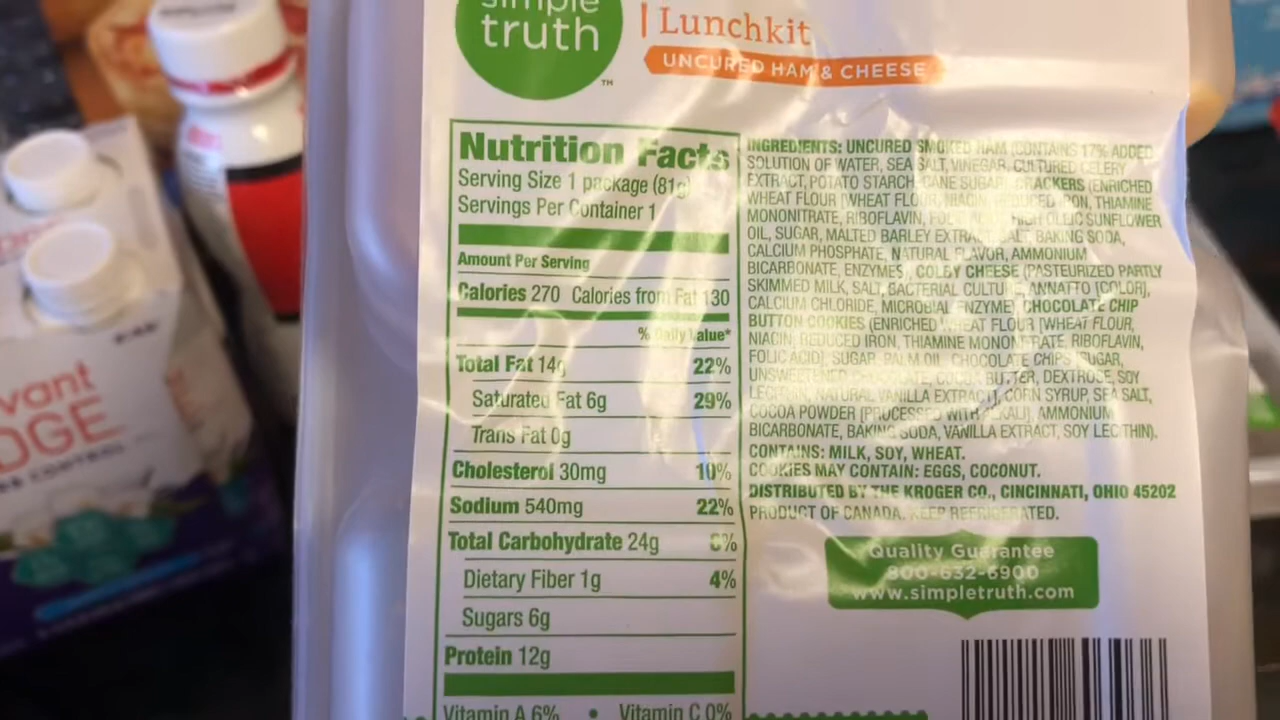 simple
truth
™
Lunchkit
UNCURED HAM & CHEESE
Nutrition Facts
Serving Size 1 package (81g)
Servings Per Container 1
Amount Per Serving
Calories 270 Calories from Fat 130
% Daily Value*
Total Fat 14g 22%
Saturated Fat 6g 29%
Trans Fat 0g
Cholesterol 30mg 10%
Sodium 540mg 22%
Total Carbohydrate 24g
Dietary Fiber 1g 4%
Sugars 6g
Protein 12g
Vitamin A 6% • Vitamin C 0%
INGREDIENTS: UNCURED SMOKED HAM (CONTAINS 17% ADDED
SOLUTION OF WATER, SEA SALT, VINEGAR, CULTURED CELERY
EXTRACT, POTATO STARCH, CANE SUGAR), CRACKERS (ENRICHED
WHEAT FLOUR [WHEAT FLOUR, NIACIN, REDUCED IRON, THIAMINE
MONONITRATE, RIBOFLAVIN, HIGH OLEIC SUNFLOWER
OIL, SUGAR, MALTED BARLEY EXTRACT, SALT, BAKING SODA,
CALCIUM PHOSPHATE, NATURAL FLAVOR, AMMONIUM
BICARBONATE, ENZYMES), COLBY CHEESE (PASTEURIZED PARTLY
SKIMMED MILK, SALT, BACTERIAL CULTURE, ANNATTO [COLOR],
CALCIUM CHLORIDE, MICROBIAL ENZYME), CHOCOLATE CHIP
BUTTON COOKIES (ENRICHED WHEAT FLOUR [WHEAT FLOUR,
NIACIN, REDUCED IRON, THIAMINE MONONITRATE, RIBOFLAVIN,
FOLIC ACID], SUGAR, PALM OIL, CHOCOLATE CHIPS [SUGAR,
UNSWEETENED CHOCOLATE, COCOA BUTTER, DEXTROSE, SOY
LECITHIN, NATURAL VANILLA EXTRACT], CORN SYRUP, SEA SALT,
COCOA POWDER [PROCESSED WITH ALKALI], AMMONIUM
BICARBONATE, BAKING SODA, VANILLA EXTRACT, SOY LECITHIN).
CONTAINS: MILK, SOY, WHEAT.
COOKIES MAY CONTAIN: EGGS, COCONUT.
DISTRIBUTED BY THE KROGER CO., CINCINNATI, OHIO 45202
PRODUCT OF CANADA. KEEP REFRIGERATED.
Quality Guarantee
800-632-6900
www.simpletruth.com
vant
DGE
CONTROL